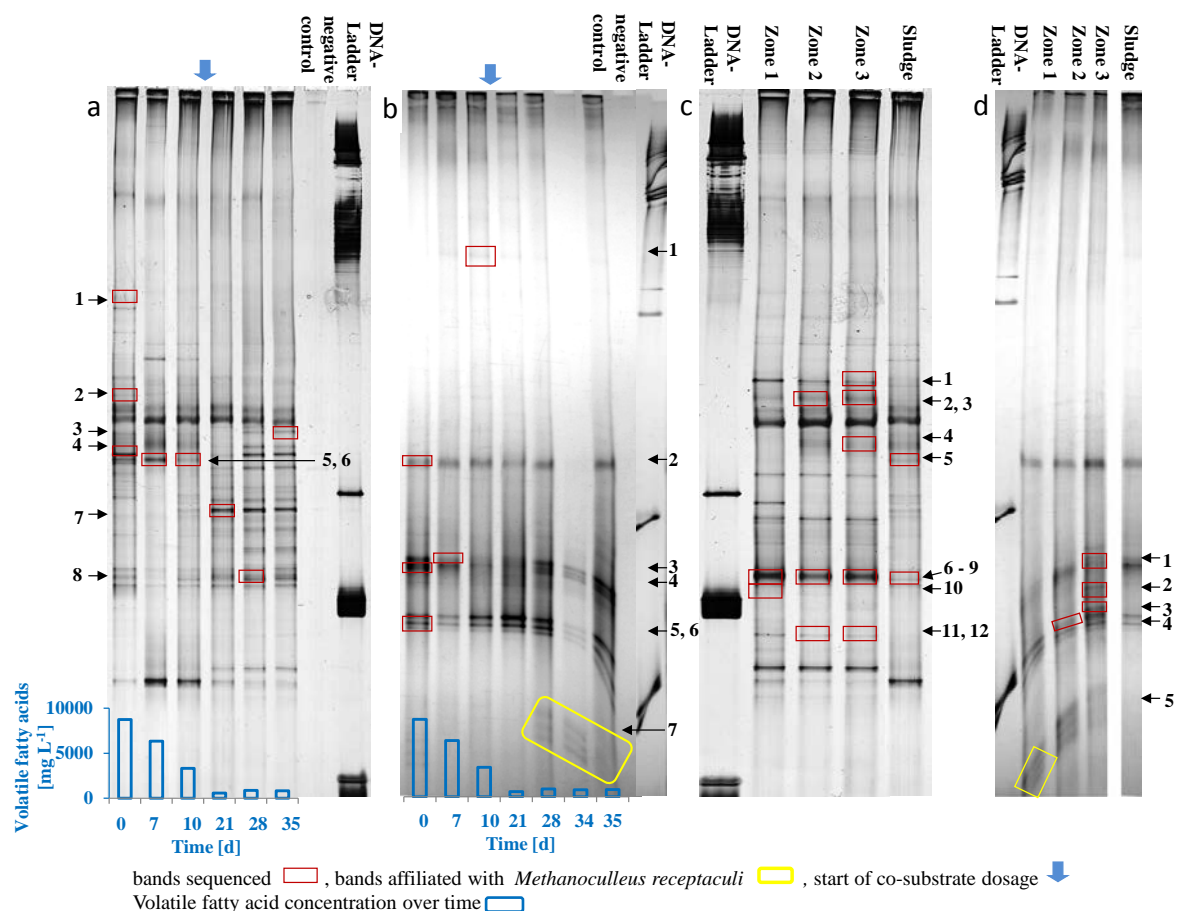 DNA-
Ladder
negative
control
DNA-
Ladder
negative
control
DNA-
Ladder
Zone 1
Zone 2
Zone 3
Sludge
DNA-
Ladder
Zone 1
Zone 2
Zone 3
Sludge
a
b
c
d
1
2
3
4
5, 6
7
8
1
2
3
4
5, 6
7
1
2, 3
4
5
6 - 9
10
11, 12
1
2
3
4
5
Volatile fatty acids
[mg L-1]
10000
5000
0
0 7 10 21 28 35
Time [d]
0 7 10 21 28 34 35
Time [d]
bands sequenced , bands affiliated with Methanoculleus receptaculi , start of co-substrate dosage
Volatile fatty acid concentration over time